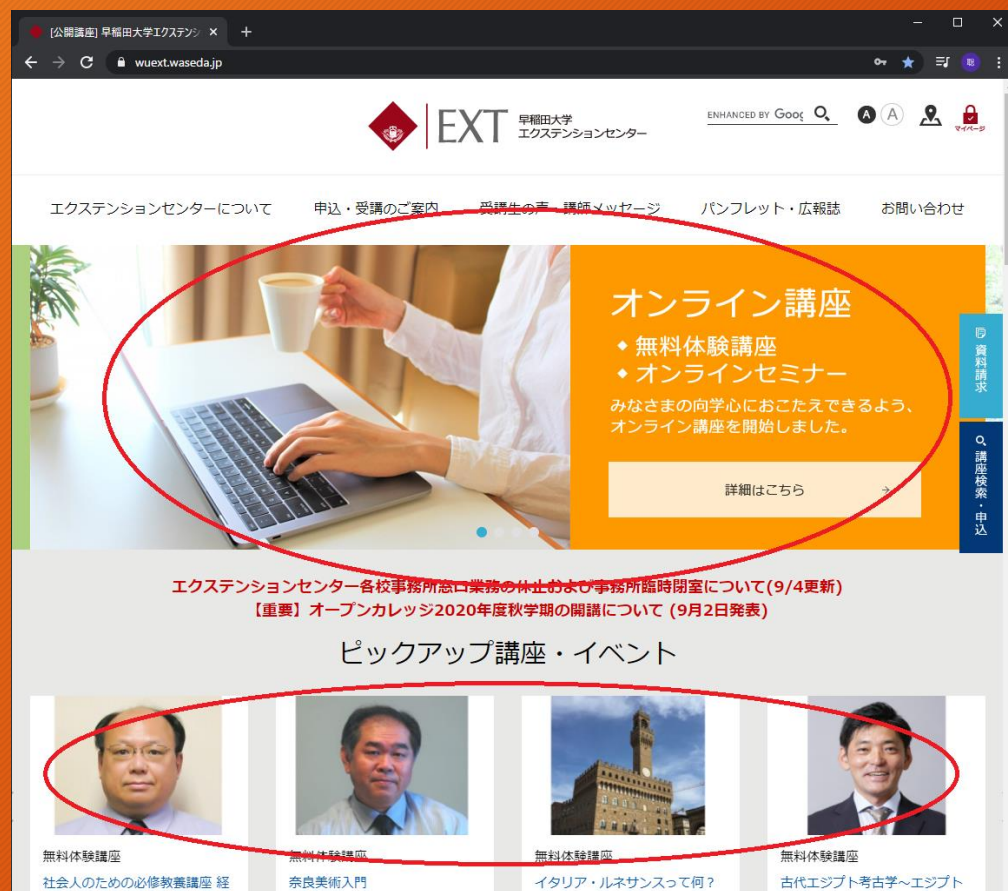 [公開講座] 早稲田大学エクステンシ
wuext.waseda.jp
聡
EXT 早稲田大学
エクステンションセンター
ENHANCED BY Goog
A A
マイページ
エクステンションセンターについて 申込・受講のご案内 受講生の声・講師メッセージ パンフレット・広報誌 お問い合わせ
オンライン講座
◆ 無料体験講座
◆ オンラインセミナー
みなさまの向学心におこたえできるよう、
オンライン講座を開始しました。
詳細はこちら →
資料請求
講座検索・申込
エクステンションセンター各校事務所窓口業務の休止および事務所臨時閉室について(9/4更新)
【重要】オープンカレッジ2020年度秋学期の開講について (9月2日発表)
ピックアップ講座・イベント
無料体験講座 無料体験講座 無料体験講座 無料体験講座
社会人のための必修教養講座 経 奈良美術入門 イタリア・ルネサンスって何？ 古代エジプト考古学～エジプト